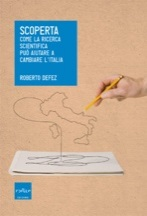 SCOPERTA
COME LA RICERCA
SCIENTIFICA
PUÒ AIUTARE A
CAMBIARE L'ITALIA
ROBERTO DEFEZ